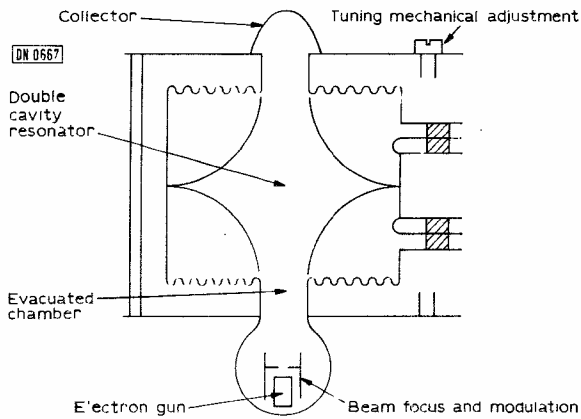 Collector
Tuning mechanical adjustment
DN 0667
Double
cavity
resonator
Evacuated
chamber
E'ectron gun
Beam focus and modulation